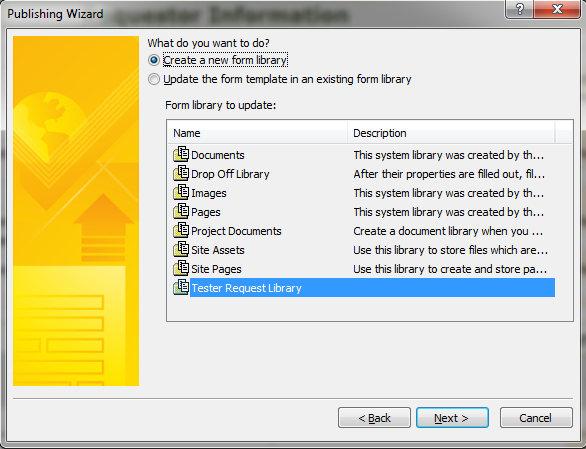 Requestor Information
Publishing Wizard
What do you want to do?
Create a new form library
Update the form template in an existing form library
Form library to update:
Name Description
Documents This system library was created by th...
Drop Off Library After their properties are filled out, fil...
Images This system library was created by th...
Pages This system library was created by th...
Project Documents Create a document library when you ...
Site Assets Use this library to store files which are...
Site Pages Use this library to create and store pa...
Tester Request Library
< Back Next > Cancel